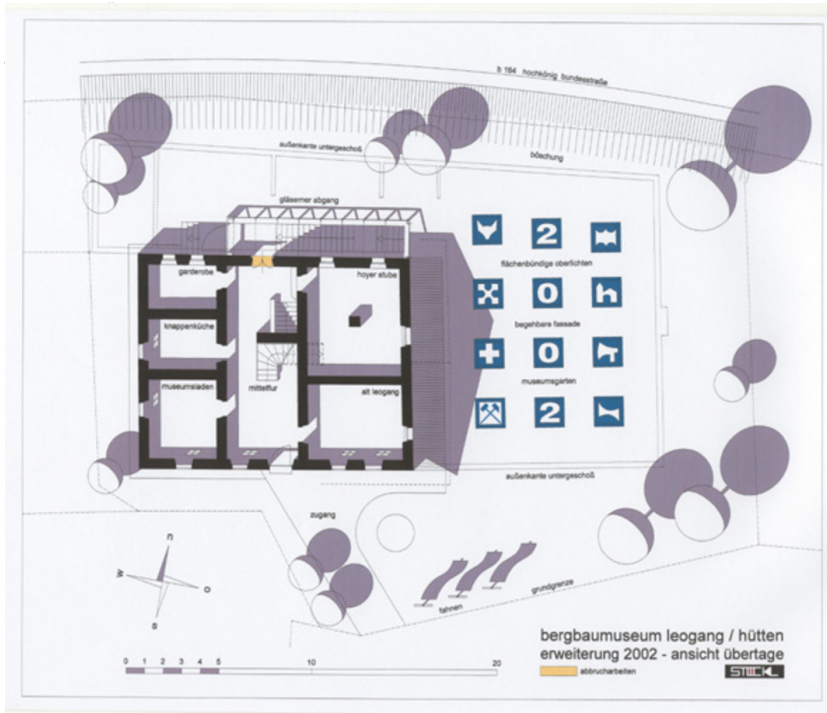 b 164 hochkönig bundesstraße
außenkante untergeschoß
böschung
gläserner abgang
garderobe
hoyer stube
2
flächenbündige oberlichten
knappenküche
0
begehbare fassade
0
museumsladen
mittelflur
alt leogang
museumsgarten
2
außenkante untergeschoß
zugang
n
w
o
s
fahnen
grundgrenze
0 1 2 3 4 5 10 20
bergbaumuseum leogang / hütten
erweiterung 2002 - ansicht übertage
abbrucharbeiten
STÖCKL